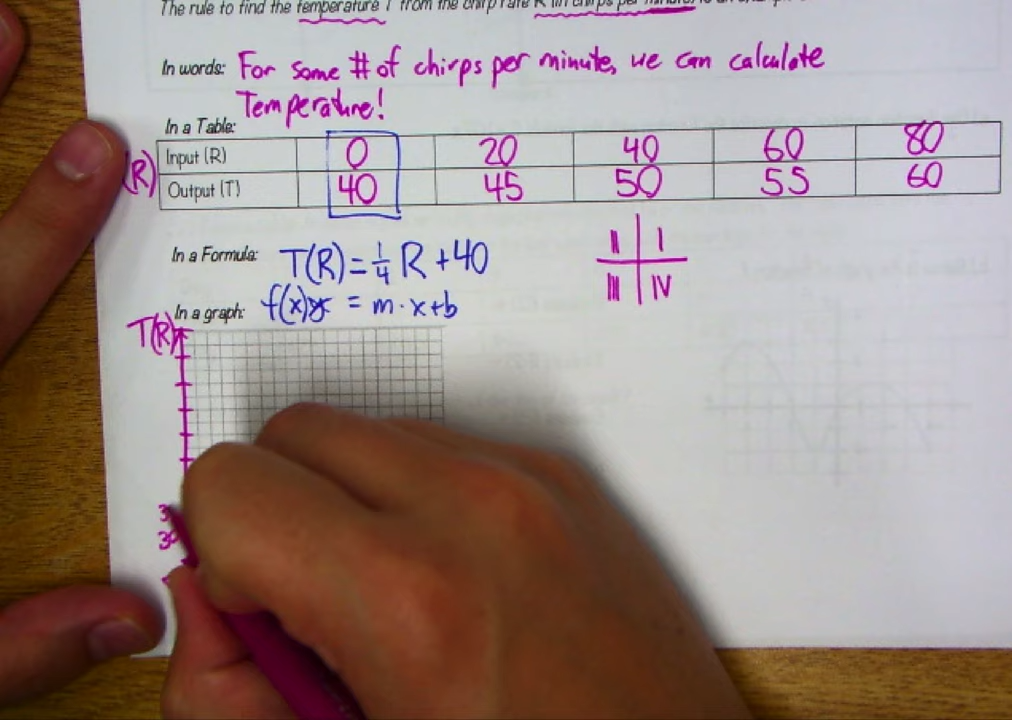 The rule to find the temperature T from the chirp rate R (in chirps per minute)
In words: For some # of chirps per minute, we can calculate
Temperature!
In a Table:
(R) Input (R) 0 20 40 60 80
Output (T) 40 45 50 55 60
In a Formula: T(R) = 1/4 R + 40
II I
f(x) y = m · x + b
III IV
In a graph:
T(R)